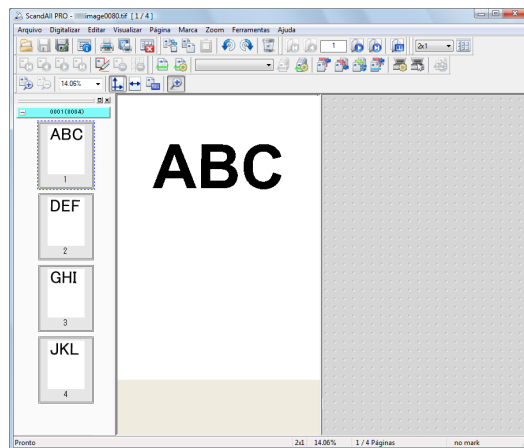 ScandAll PRO - image0080.tif [ 1 / 4 ]
Arquivo Digitalizar Editar Visualizar Página Marca Zoom Ferramentas Ajuda
1 2x1
14.06%
0001(0004)
ABC
1
DEF
2
GHI
3
JKL
4
ABC
Pronto 2x1 14.06% 1 / 4 Páginas no mark